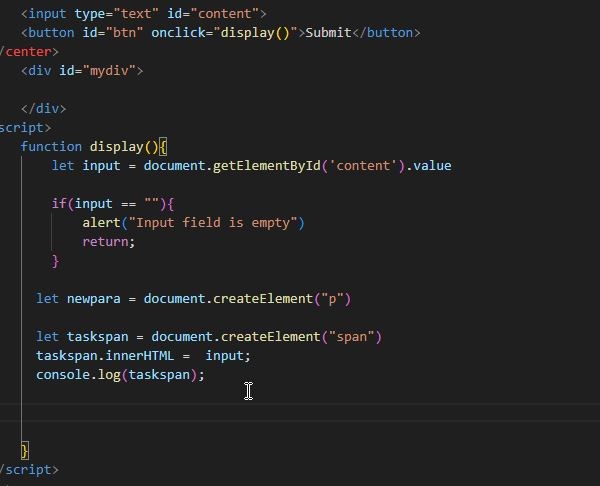 <input type="text" id="content">
<button id="btn" onclick="display()">Submit</button>
/center>
<div id="mydiv">
</div>
script>
function display(){
let input = document.getElementById('content').value
if(input == ""){
alert("Input field is empty")
return;
}
let newpara = document.createElement("p")
let taskspan = document.createElement("span")
taskspan.innerHTML =  input;
console.log(taskspan);
}
/script>